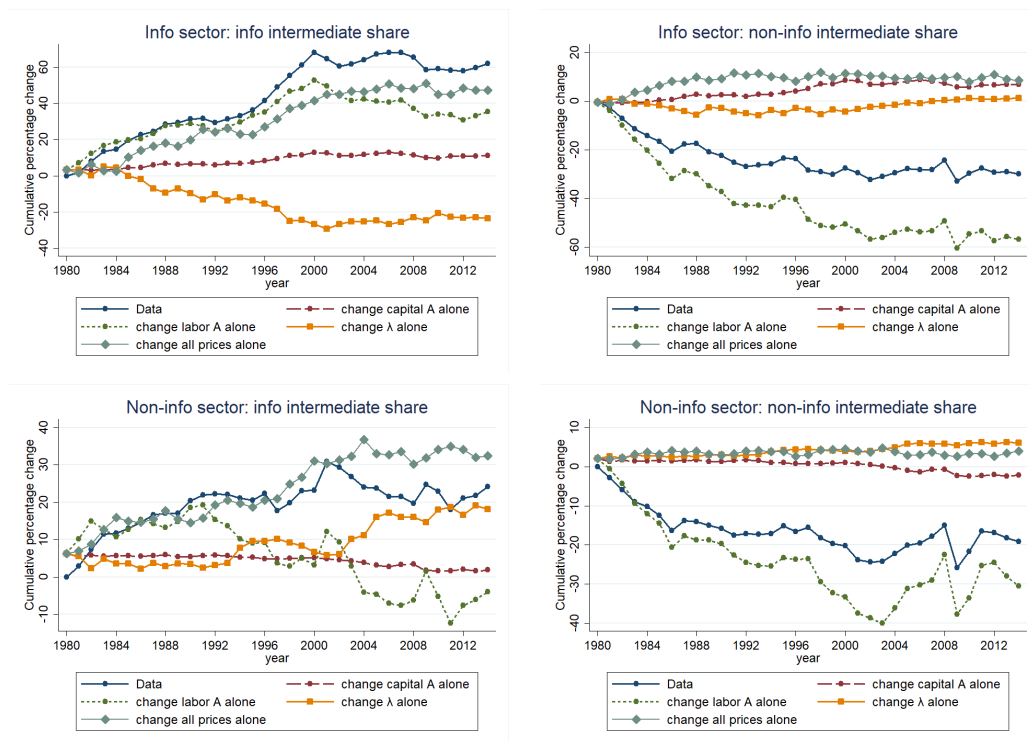 Info sector: info intermediate share
Cumulative percentage change
60
40
20
0
-20
-40
1980 1984 1988 1992 1996 2000 2004 2008 2012
year
Data
change capital A alone
change labor A alone
change λ alone
change all prices alone
Info sector: non-info intermediate share
Cumulative percentage change
20
0
-20
-40
-60
1980 1984 1988 1992 1996 2000 2004 2008 2012
year
Data
change capital A alone
change labor A alone
change λ alone
change all prices alone
Non-info sector: info intermediate share
Cumulative percentage change
40
30
20
10
0
-10
1980 1984 1988 1992 1996 2000 2004 2008 2012
year
Data
change capital A alone
change labor A alone
change λ alone
change all prices alone
Non-info sector: non-info intermediate share
Cumulative percentage change
10
0
-10
-20
-30
-40
1980 1984 1988 1992 1996 2000 2004 2008 2012
year
Data
change capital A alone
change labor A alone
change λ alone
change all prices alone